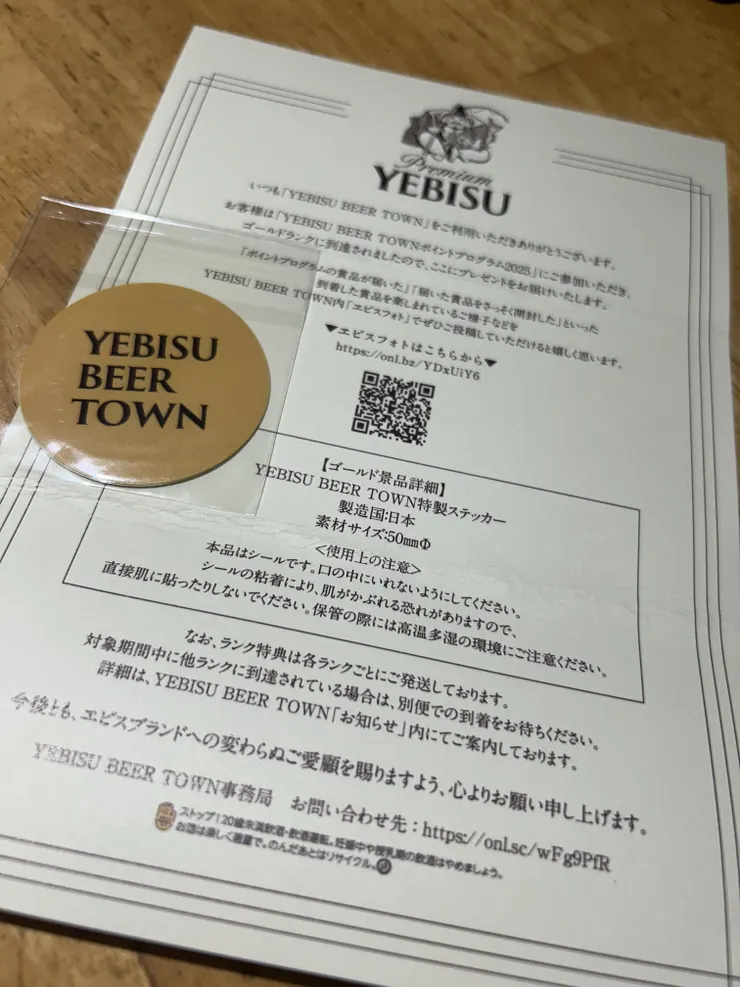 Premium
YEBISU
いつも「YEBISU BEER TOWN」をご利用いただきありがとうございます。
お客様は「YEBISU BEER TOWNポイントプログラム2025」にご参加いただき、
ゴールドランクに到達されましたので、ここにプレゼントをお届けいたします。
「ポイントプログラムの賞品が届いた」「届いた賞品をさっそく開封した」といった
到着した賞品を楽しまれているご様子などを
YEBISU BEER TOWN内「ヱビスフォト」でぜひご投稿していただけると嬉しく思います。
▼ヱビスフォトはこちらから▼
https://onl.bz/YDxUiY6
YEBISU
BEER
TOWN
【ゴールド景品詳細】
YEBISU BEER TOWN特製ステッカー
製造国:日本
素材サイズ:50mmΦ
<使用上の注意>
本品はシールです。口の中にいれないようにしてください。
シールの粘着により、肌がかぶれる恐れがありますので、
直接肌に貼ったりしないでください。保管の際には高温多湿の環境にご注意ください。
なお、ランク特典は各ランクごとにご発送しております。
対象期間中に他ランクに到達されている場合は、別便での到着をお待ちください。
詳細は、YEBISU BEER TOWN「お知らせ」内にてご案内しております。
今後とも、ヱビスブランドへの変わらぬご愛顧を賜りますよう、心よりお願い申し上げます。
YEBISU BEER TOWN事務局 お問い合わせ先：https://onl.sc/wFg9PfR
ストップ!20歳未満飲酒・飲酒運転。妊娠中や授乳期の飲酒はやめましょう。
お酒は楽しく適量で。のんだあとはリサイクル。